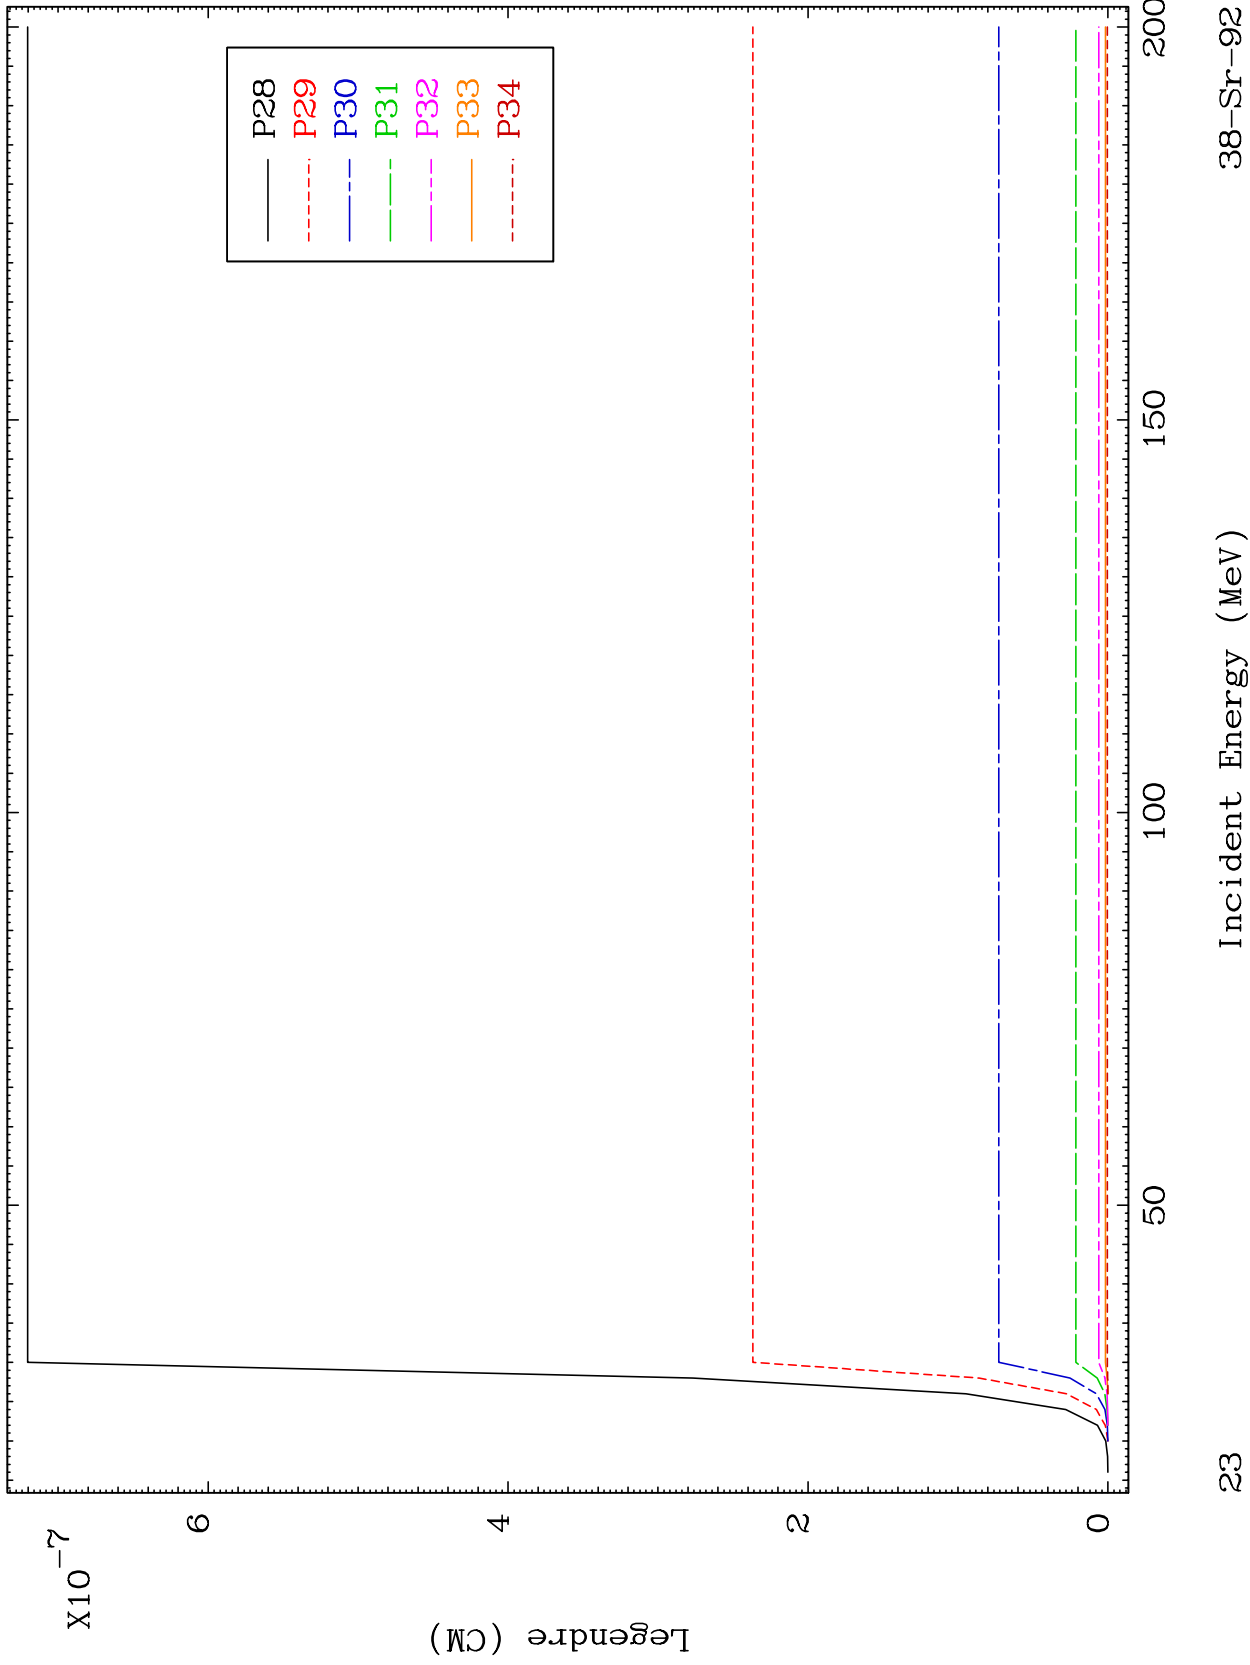 X10
-7
6
4
2
0
Legendre (CM)
P28
P29
P30
P31
P32
P33
P34
50
100
150
200
Incident Energy (MeV)
23
38-Sr-92